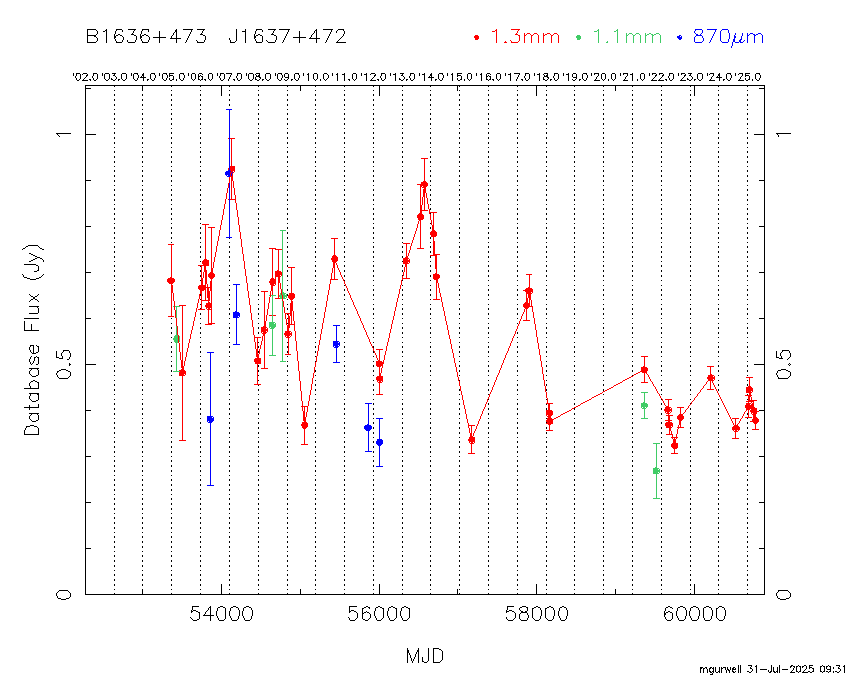 B1636+473 J1637+472 1.3mm 1.1mm 870μm
'02.0 '03.0 '04.0 '05.0 '06.0 '07.0 '08.0 '09.0 '10.0 '11.0 '12.0 '13.0 '14.0 '15.0 '16.0 '17.0 '18.0 '19.0 '20.0 '21.0 '22.0 '23.0 '24.0 '25.0
1 1
Database Flux (Jy)
0.5 0.5
0 0
54000 56000 58000 60000
MJD
mgurwell 31-Jul-2025 09:31